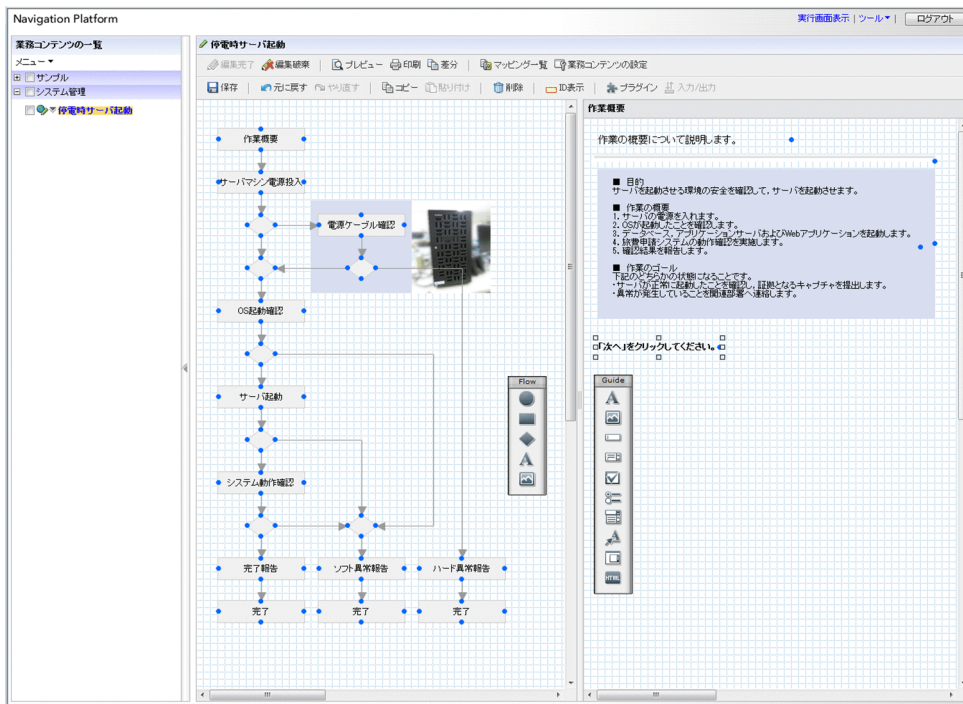 Navigation Platform
実行画面表示 | ツール▼ | ログアウト
業務コンテンツの一覧
メニュー ▼
サンプル
システム管理
停電時サーバ起動
停電時サーバ起動
編集完了 編集破棄 | プレビュー 印刷 差分 | マッピング一覧 業務コンテンツの設定
保存 | 元に戻す やり直す | コピー 貼り付け | 削除 | ID表示 | プラグイン 入力/出力
作業概要
サーバマシン電源投入
電源ケーブル確認
OS起動確認
サーバ起動
システム動作確認
完了報告
ソフト異常報告
ハード異常報告
完了
完了
完了
Flow
A
作業概要
作業の概要について説明します。
■ 目的
サーバを起動させる環境の安全を確認して，サーバを起動させます。
■ 作業の概要
1. サーバの電源を入れます。
2. OSが起動したことを確認します。
3. データベース、アプリケーションサーバおよびWebアプリケーションを起動します。
4. 旅費申請システムの動作確認を実施します。
5. 確認結果を報告します。
■ 作業のゴール
下記のどちらかの状態になることです。
・サーバが正常に起動したことを確認し，証拠となるキャプチャを提出します。
・異常が発生していることを関連部署へ連絡します。
「次へ」をクリックしてください。
Guide
A
A
HTML